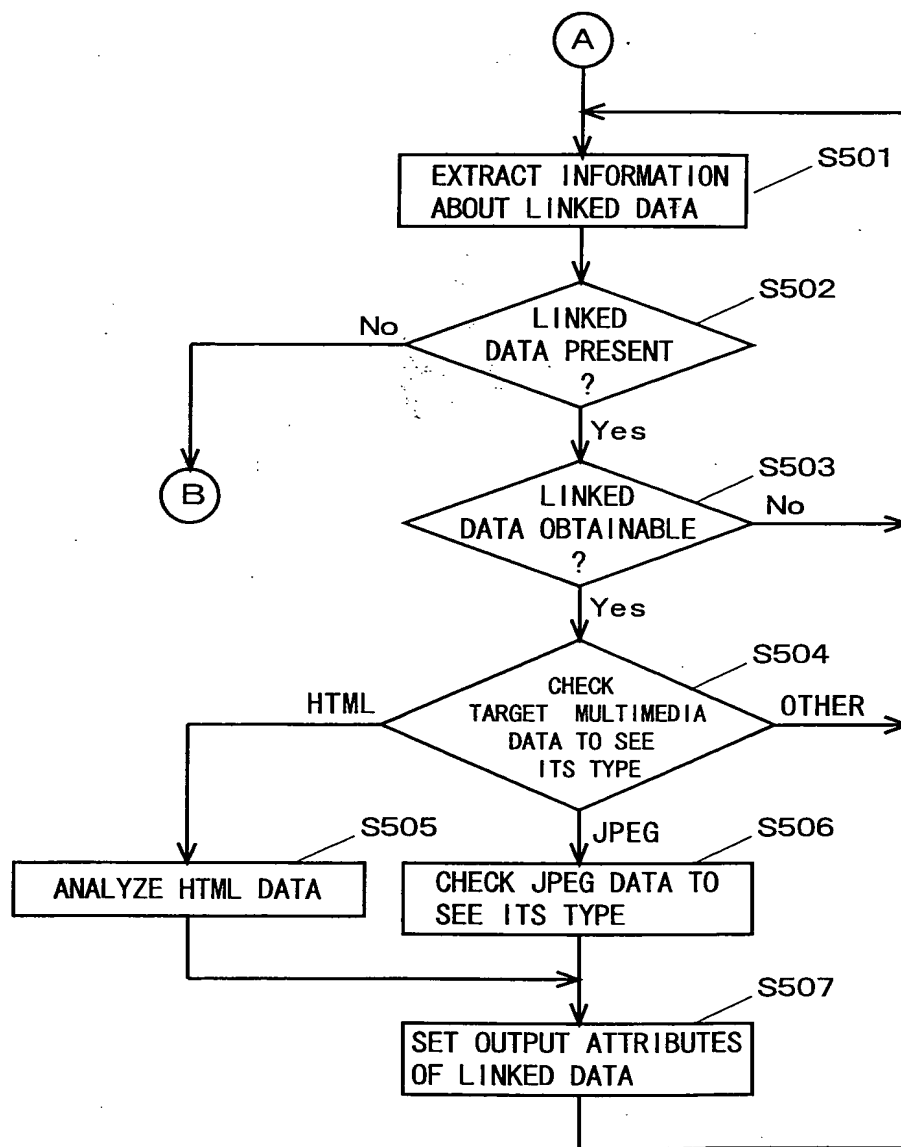 A
S501
EXTRACT INFORMATION
ABOUT LINKED DATA
S502
No
LINKED
DATA PRESENT
?
Yes
B
S503
LINKED
DATA OBTAINABLE
?
No
Yes
S504
HTML
CHECK
TARGET MULTIMEDIA
DATA TO SEE
ITS TYPE
OTHER
S505
JPEG
S506
ANALYZE HTML DATA
CHECK JPEG DATA TO
SEE ITS TYPE
S507
SET OUTPUT ATTRIBUTES
OF LINKED DATA